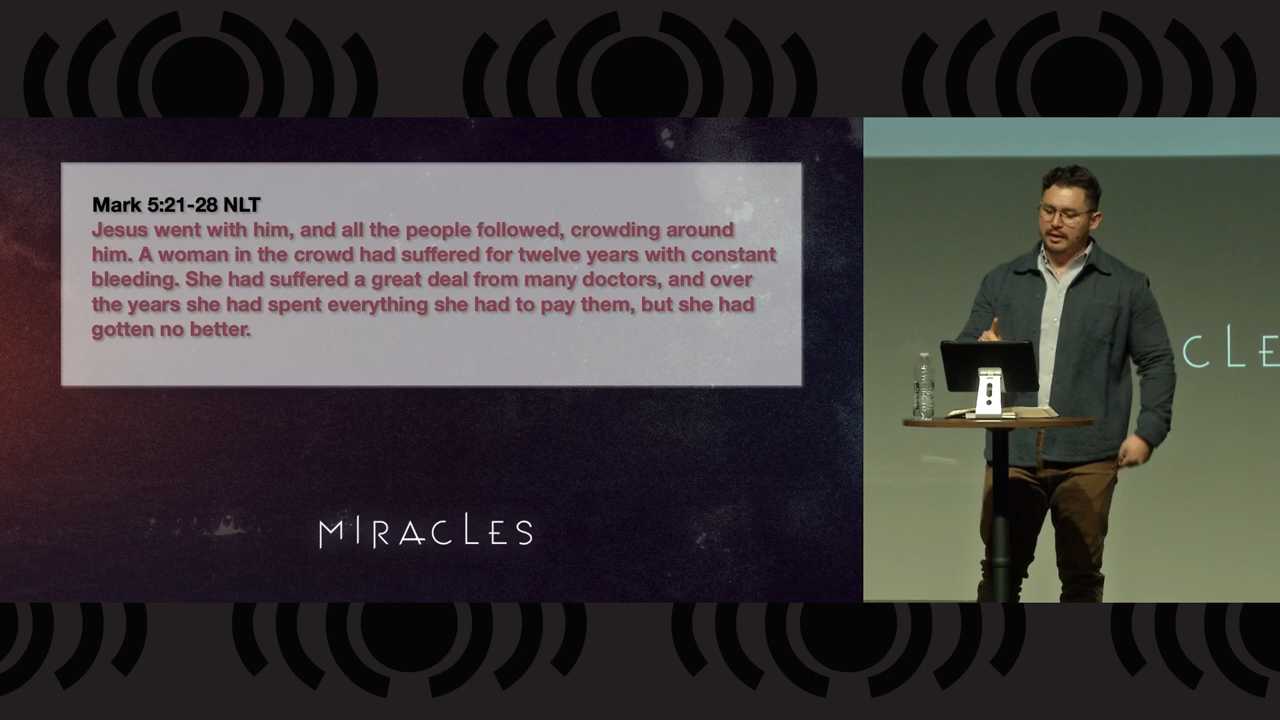 Mark 5:21-28 NLT
Jesus went with him, and all the people followed, crowding around
him. A woman in the crowd had suffered for twelve years with constant
bleeding. She had suffered a great deal from many doctors, and over
the years she had spent everything she had to pay them, but she had
gotten no better.
MIRACLES
CLE